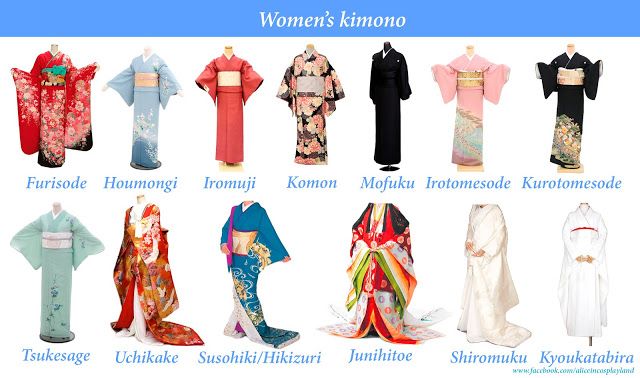 Women's kimono
Furisode Houmongi Iromuji Komon Mofuku Irotomesode Kurotomesode
Tsukesage Uchikake Susohiki/Hikizuri Junihitoe Shiromuku Kyoukatabira
www.facebook.com/aliceincosplayland